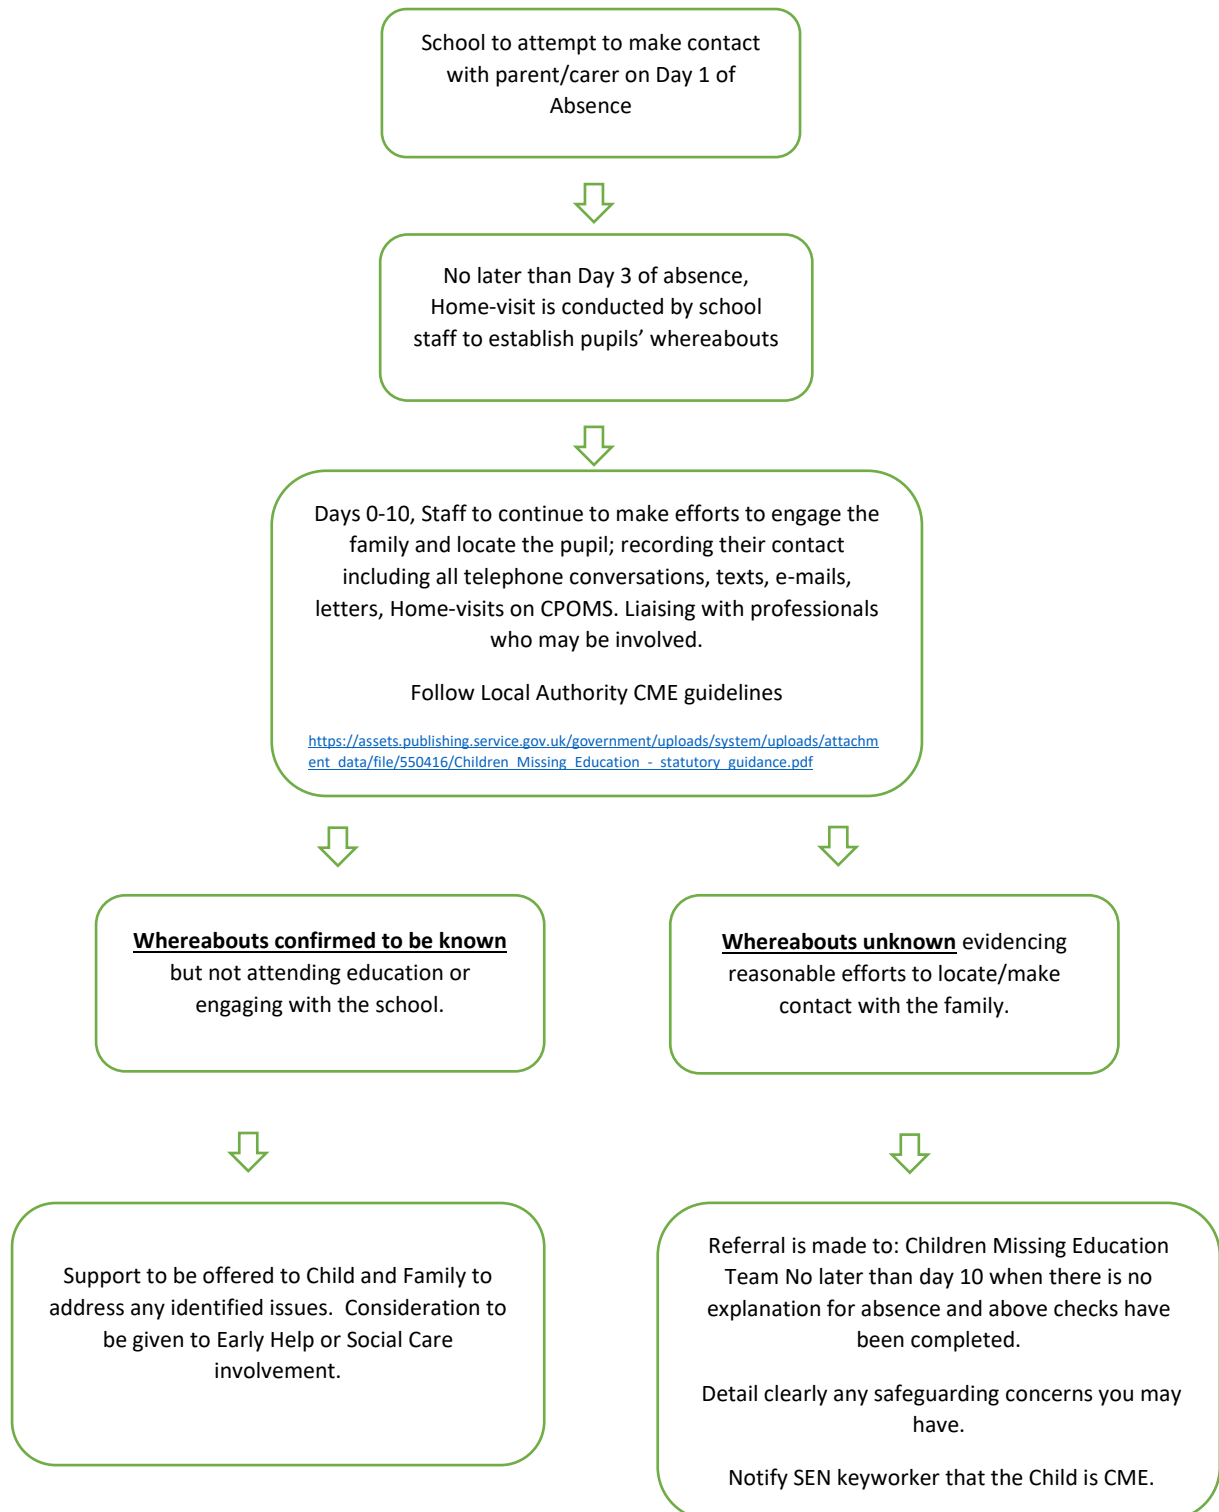 School to attempt to make contact
with parent/carer on Day 1 of
Absence
No later than Day 3 of absence,
Home-visit is conducted by school
staff to establish pupils’ whereabouts
Days 0-10, Staff to continue to make efforts to engage the
family and locate the pupil; recording their contact
including all telephone conversations, texts, e-mails,
letters, Home-visits on CPOMS. Liaising with professionals
who may be involved.
Follow Local Authority CME guidelines
https://assets.publishing.service.gov.uk/government/uploads/system/uploads/attachm
ent_data/file/550416/Children_Missing_Education_-_statutory_guidance.pdf
Whereabouts confirmed to be known
but not attending education or
engaging with the school.
Whereabouts unknown evidencing
reasonable efforts to locate/make
contact with the family.
Support to be offered to Child and Family to
address any identified issues.  Consideration to
be given to Early Help or Social Care
involvement.
Referral is made to: Children Missing Education
Team No later than day 10 when there is no
explanation for absence and above checks have
been completed.
Detail clearly any safeguarding concerns you may
have.
Notify SEN keyworker that the Child is CME.